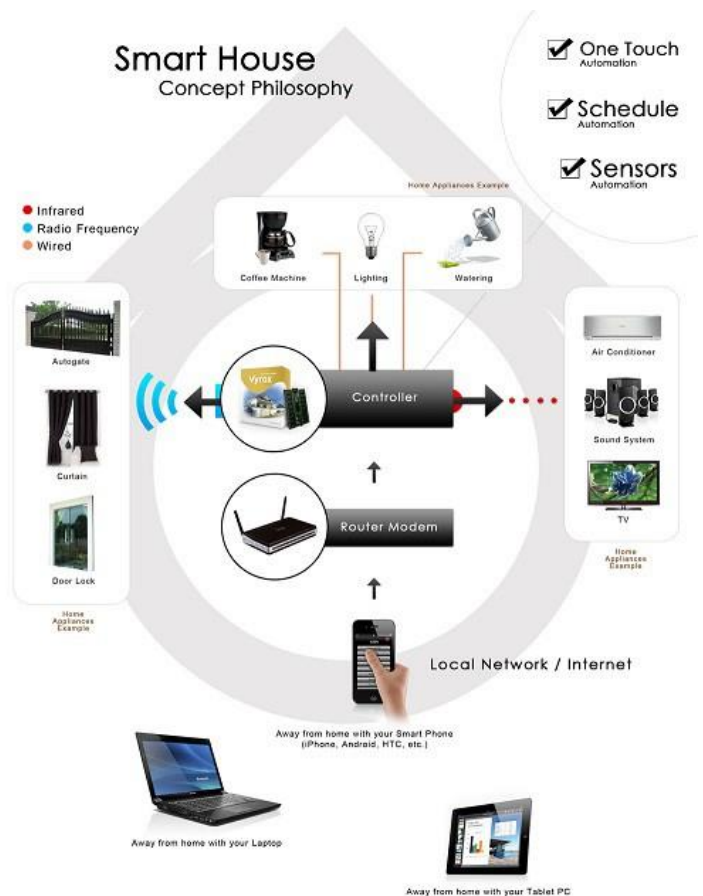 Smart House
Concept Philosophy
One Touch
Automation
Schedule
Automation
Sensors
Automation
Infrared
Radio Frequency
Wired
Home Appliances Example
Coffee Machine
Lighting
Watering
Autogate
Curtain
Door Lock
Home
Appliances
Example
Vyrox
Controller
Air Conditioner
Sound System
TV
Home
Appliances
Example
Router Modem
Local Network / Internet
Away from home with your Smart Phone
(iPhone, Android, HTC, etc.)
Away from home with your Laptop
Away from home with your Tablet PC